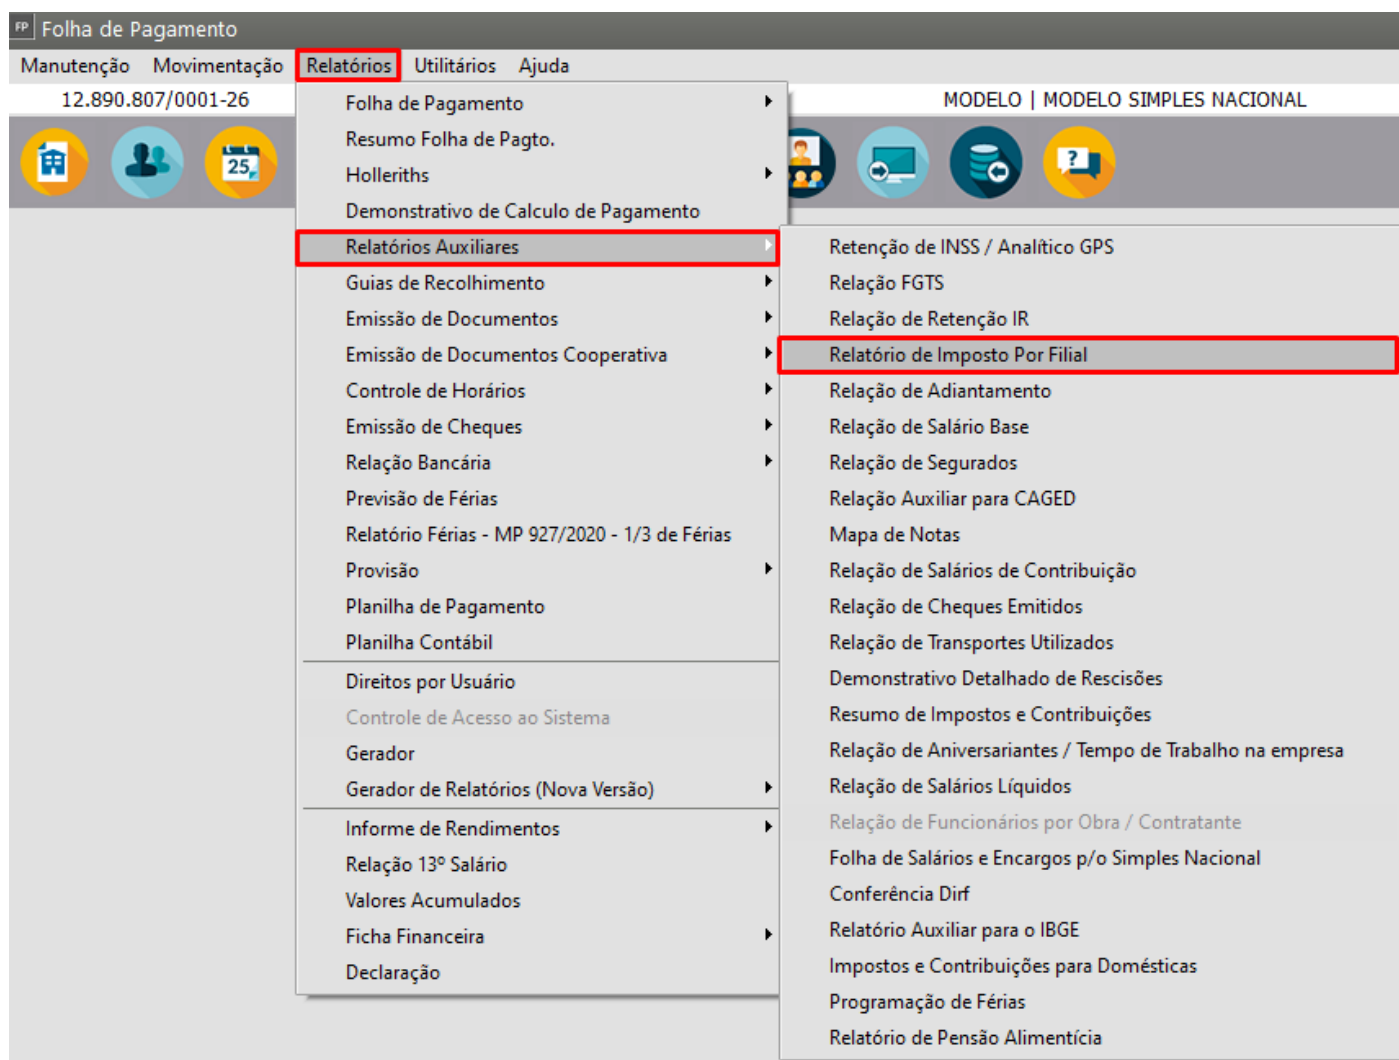 FP Folha de Pagamento
Manutenção Movimentação Relatórios Utilitários Ajuda
12.890.807/0001-26 MODELO | MODELO SIMPLES NACIONAL
25
?
Folha de Pagamento
Resumo Folha de Pagto.
Holleriths
Demonstrativo de Calculo de Pagamento
Relatórios Auxiliares
Guias de Recolhimento
Emissão de Documentos
Emissão de Documentos Cooperativa
Controle de Horários
Emissão de Cheques
Relação Bancária
Previsão de Férias
Relatório Férias - MP 927/2020 - 1/3 de Férias
Provisão
Planilha de Pagamento
Planilha Contábil
Direitos por Usuário
Controle de Acesso ao Sistema
Gerador
Gerador de Relatórios (Nova Versão)
Informe de Rendimentos
Relação 13º Salário
Valores Acumulados
Ficha Financeira
Declaração
Retenção de INSS / Analítico GPS
Relação FGTS
Relação de Retenção IR
Relatório de Imposto Por Filial
Relação de Adiantamento
Relação de Salário Base
Relação de Segurados
Relação Auxiliar para CAGED
Mapa de Notas
Relação de Salários de Contribuição
Relação de Cheques Emitidos
Relação de Transportes Utilizados
Demonstrativo Detalhado de Rescisões
Resumo de Impostos e Contribuições
Relação de Aniversariantes / Tempo de Trabalho na empresa
Relação de Salários Líquidos
Relação de Funcionários por Obra / Contratante
Folha de Salários e Encargos p/o Simples Nacional
Conferência Dirf
Relatório Auxiliar para o IBGE
Impostos e Contribuições para Domésticas
Programação de Férias
Relatório de Pensão Alimentícia